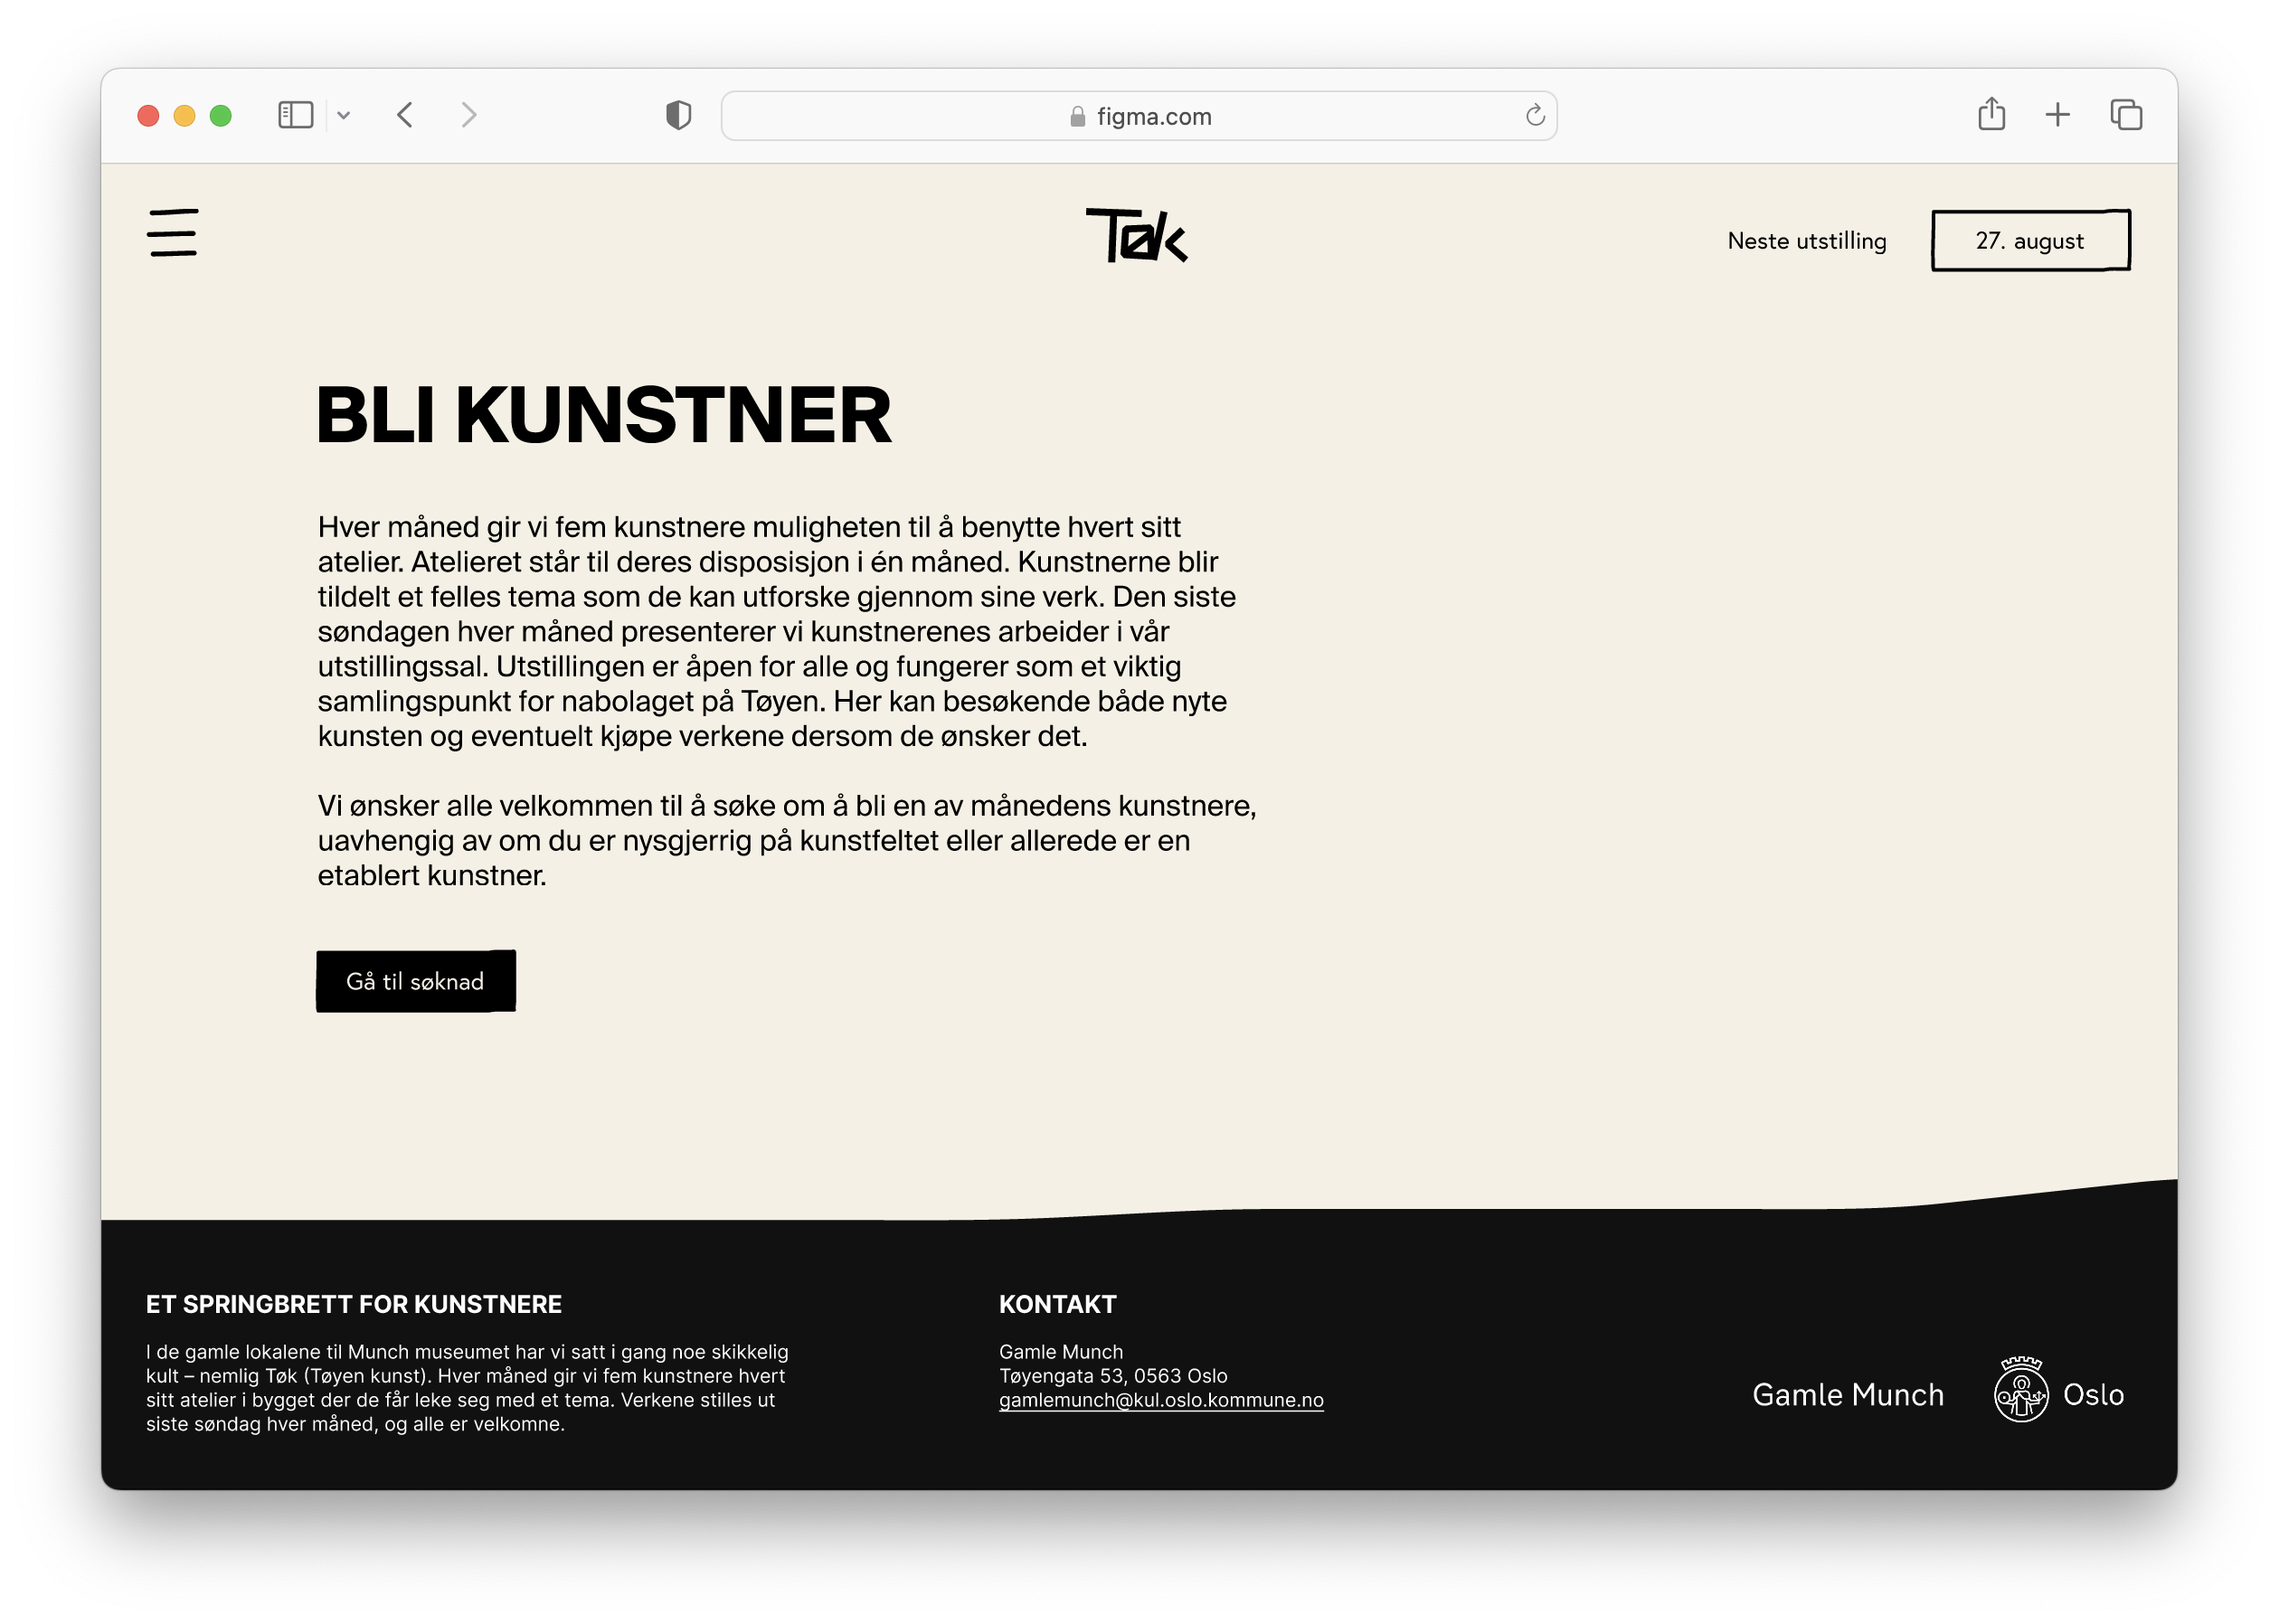 figma.com
Tøk
Neste utstilling
27. august
BLI KUNSTNER
Hver måned gir vi fem kunstnere muligheten til å benytte hvert sitt
atelier. Atelieret står til deres disposisjon i én måned. Kunstnerne blir
tildelt et felles tema som de kan utforske gjennom sine verk. Den siste
søndagen hver måned presenterer vi kunstnerenes arbeider i vår
utstillingssal. Utstillingen er åpen for alle og fungerer som et viktig
samlingspunkt for nabolaget på Tøyen. Her kan besøkende både nyte
kunsten og eventuelt kjøpe verkene dersom de ønsker det.
Vi ønsker alle velkommen til å søke om å bli en av månedens kunstnere,
uavhengig av om du er nysgjerrig på kunstfeltet eller allerede er en
etablert kunstner.
Gå til søknad
ET SPRINGBRETT FOR KUNSTNERE
I de gamle lokalene til Munch museumet har vi satt i gang noe skikkelig
kult – nemlig Tøk (Tøyen kunst). Hver måned gir vi fem kunstnere hvert
sitt atelier i bygget der de får leke seg med et tema. Verkene stilles ut
siste søndag hver måned, og alle er velkomne.
KONTAKT
Gamle Munch
Tøyengata 53, 0563 Oslo
gamlemunch@kul.oslo.kommune.no
Gamle Munch
Oslo